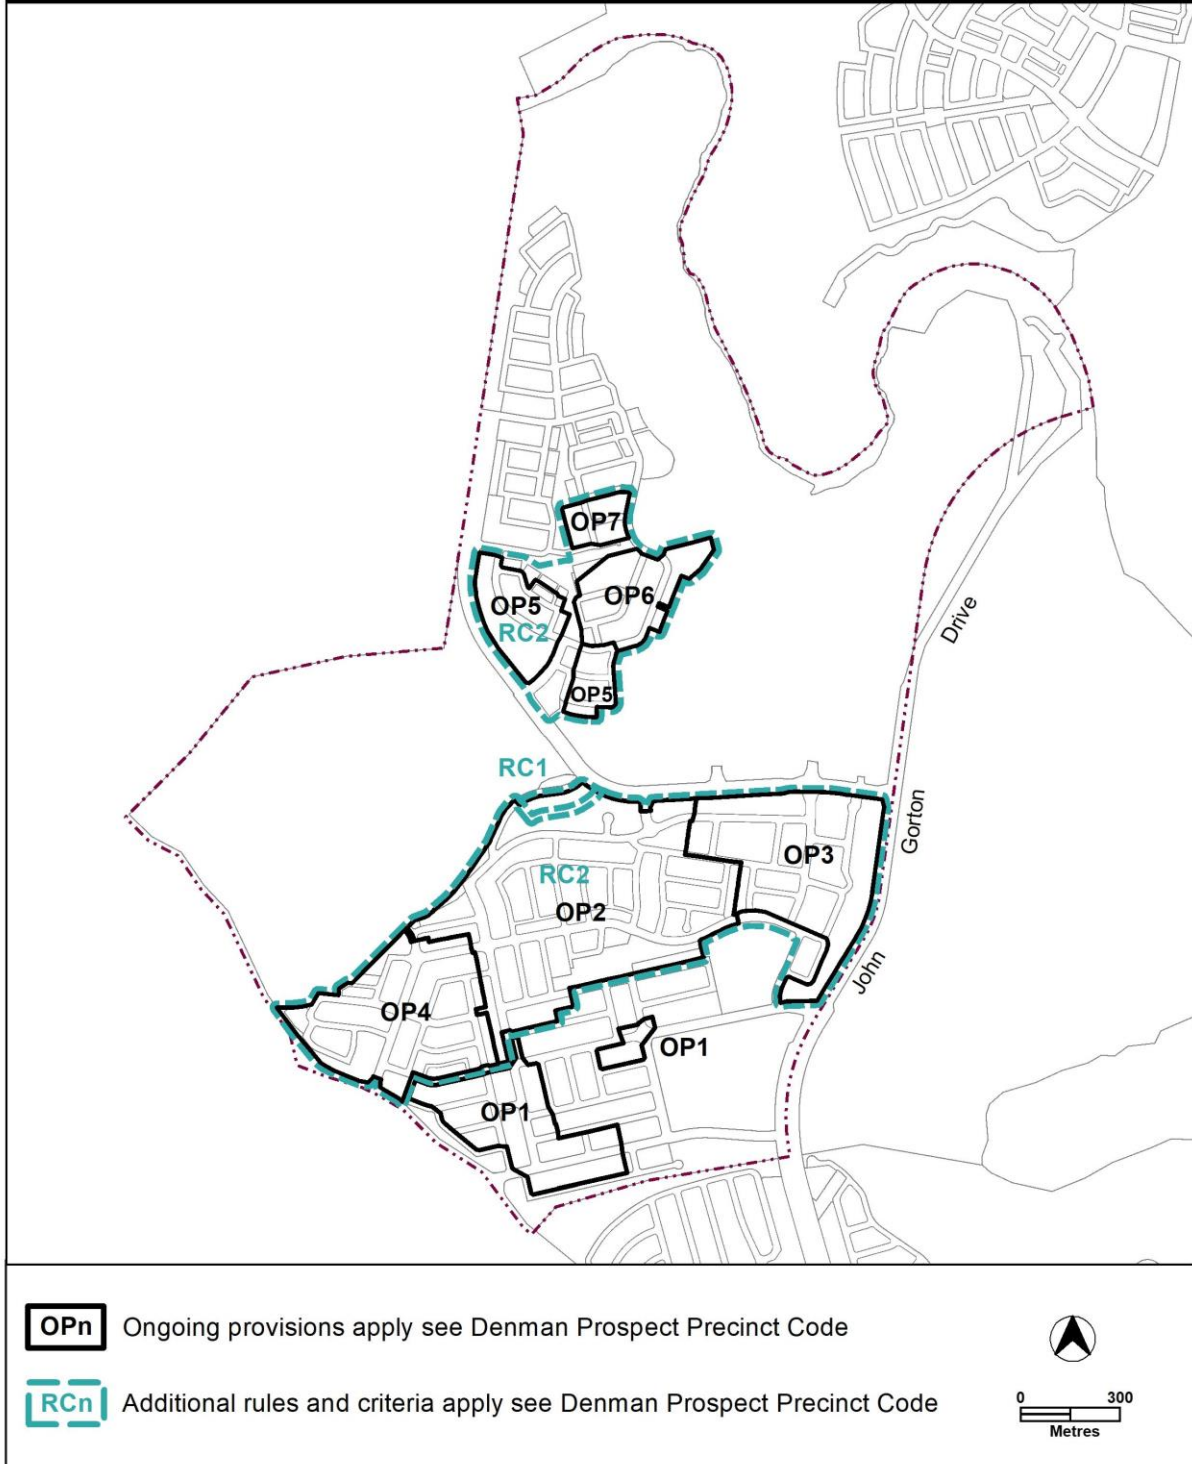 OP7
OP5
OP6
RC2
OP5
Drive
RC1
Gorton
OP3
RC2
OP2
John
OP4
OP1
OP1
OPn Ongoing provisions apply see Denman Prospect Precinct Code
RCn Additional rules and criteria apply see Denman Prospect Precinct Code
0 300
Metres